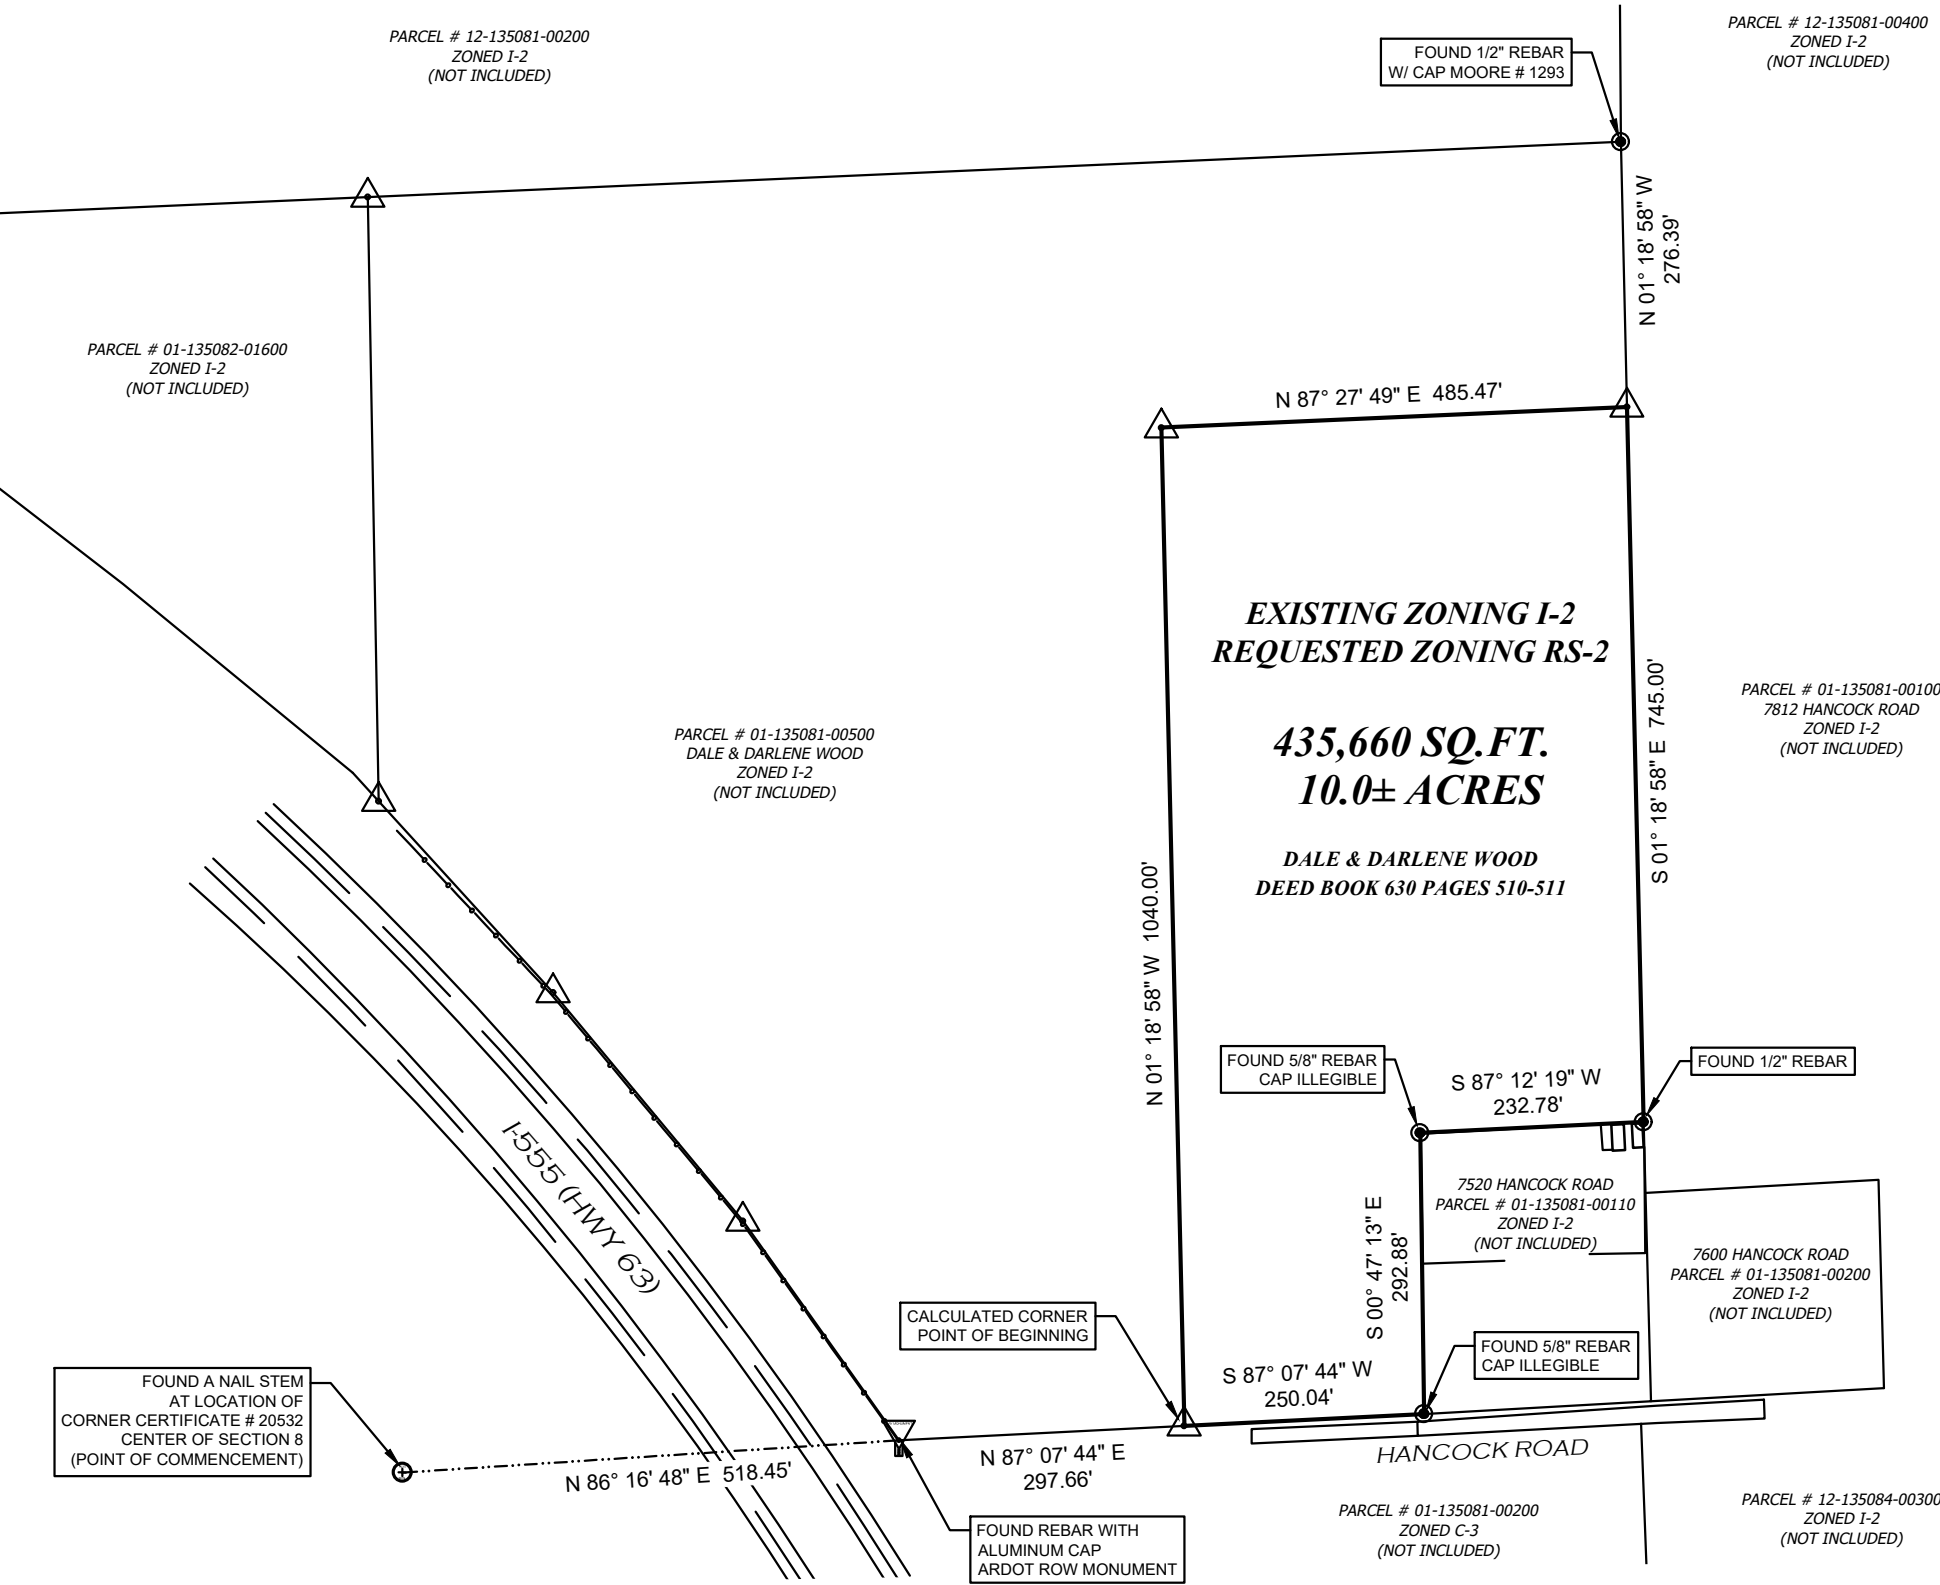 PARCEL # 12-135081-00200
ZONED I-2
(NOT INCLUDED)
FOUND 1/2" REBAR
W/ CAP MOORE # 1293
PARCEL # 12-135081-00400
ZONED I-2
(NOT INCLUDED)
N 01° 18' 58" W
276.39'
PARCEL # 01-135082-01600
ZONED I-2
(NOT INCLUDED)
N 87° 27' 49" E 485.47'
EXISTING ZONING I-2
REQUESTED ZONING RS-2
435,660 SQ.FT.
10.0± ACRES
DALE & DARLENE WOOD
DEED BOOK 630 PAGES 510-511
S 01° 18' 58" E 745.00'
PARCEL # 01-135081-00100
7812 HANCOCK ROAD
ZONED I-2
(NOT INCLUDED)
PARCEL # 01-135081-00500
DALE & DARLENE WOOD
ZONED I-2
(NOT INCLUDED)
N 01° 18' 58" W 1040.00'
FOUND 5/8" REBAR
CAP ILLEGIBLE
S 87° 12' 19" W
232.78'
FOUND 1/2" REBAR
I-555 (HWY 63)
S 00° 47' 13" E
292.88'
7520 HANCOCK ROAD
PARCEL # 01-135081-00110
ZONED I-2
(NOT INCLUDED)
7600 HANCOCK ROAD
PARCEL # 01-135081-00200
ZONED I-2
(NOT INCLUDED)
CALCULATED CORNER
POINT OF BEGINNING
FOUND 5/8" REBAR
CAP ILLEGIBLE
S 87° 07' 44" W
250.04'
FOUND A NAIL STEM
AT LOCATION OF
CORNER CERTIFICATE # 20532
CENTER OF SECTION 8
(POINT OF COMMENCEMENT)
N 86° 16' 48" E 518.45'
N 87° 07' 44" E
297.66'
HANCOCK ROAD
FOUND REBAR WITH
ALUMINUM CAP
ARDOT ROW MONUMENT
PARCEL # 01-135081-00200
ZONED C-3
(NOT INCLUDED)
PARCEL # 12-135084-00300
ZONED I-2
(NOT INCLUDED)